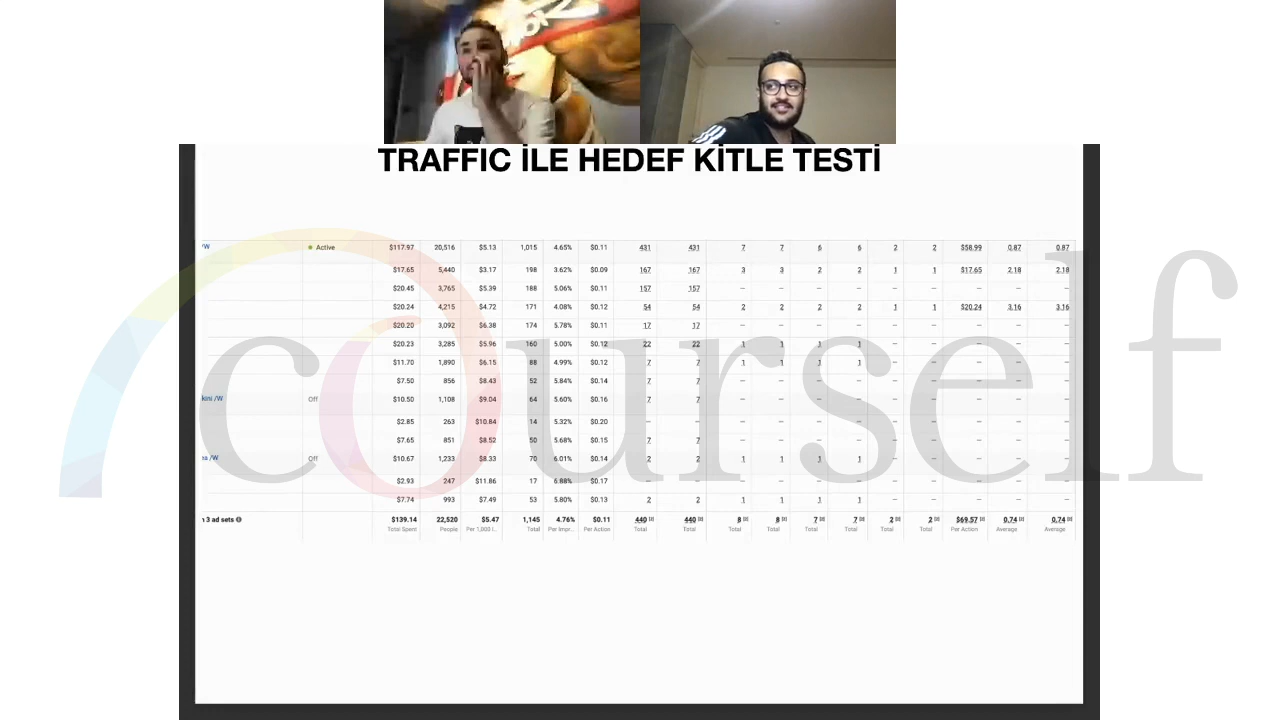 TRAFFIC İLE HEDEF KİTLE TESTİ
/W Active $117.97 20,516 $5.13 1,015 4.65% $0.11 431 431 7 7 6 6 2 2 $58.99 0.87 0.87
$17.65 5,440 $3.17 198 3.62% $0.09 167 167 3 3 2 2 1 1 $17.65 2.18 2.18
$20.45 3,765 $5.39 188 5.06% $0.11 157 157 — — — — — — — — —
$20.24 4,215 $4.72 171 4.08% $0.12 54 54 2 2 2 2 1 1 $20.24 3.16 3.16
$20.20 3,092 $6.38 174 5.78% $0.11 17 17 — — — — — — — — —
$20.23 3,285 $5.96 160 5.00% $0.12 22 22 1 1 1 1 — — — — —
$11.70 1,890 $6.15 88 4.99% $0.12 7 7 1 1 1 1 — — — — —
$7.50 856 $8.43 52 5.84% $0.14 7 7 — — — — — — — — —
kini /W Off $10.50 1,108 $9.04 64 5.60% $0.16 7 7 — — — — — — — — —
$2.85 263 $10.84 14 5.32% $0.20 — — — — — — — — — — —
$7.65 851 $8.52 50 5.68% $0.15 7 7 — — — — — — — — —
/W Off $10.67 1,233 $8.33 70 6.01% $0.14 2 2 1 1 1 1 — — — — —
$2.93 247 $11.86 17 6.88% $0.17 — — — — — — — — — — —
$7.74 993 $7.49 53 5.80% $0.13 2 2 1 1 1 1 — — — — —
n 3 ad sets $139.14 22,520 $5.47 1,145 4.76% $0.11 440 440 8 8 7 7 2 2 $69.57 0.74 0.74
Total Spent People Per 1,000 I... Total Per Impr... Per Action Total Total Total Total Total Total Total Total Per Action Average Average
courself